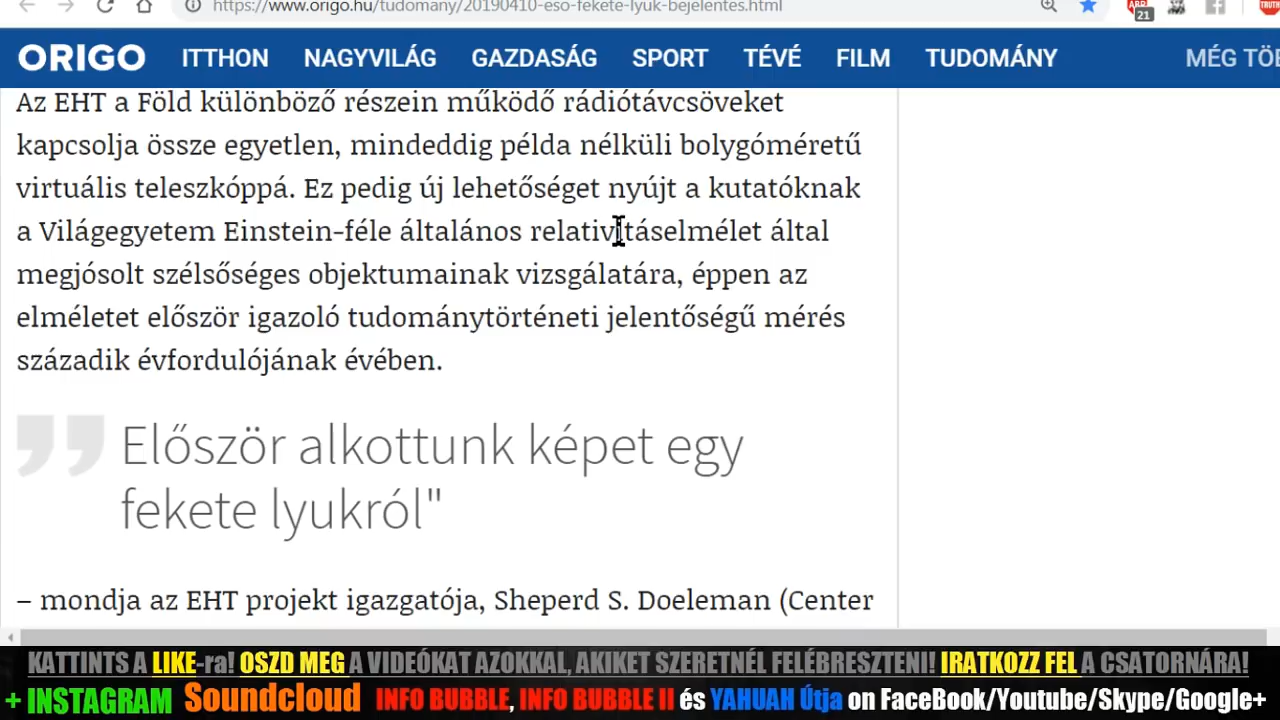 https://www.origo.hu/tudomany/20190410-eso-fekete-lyuk-bejelentes.html
21
ORIGO ITTHON NAGYVILÁG GAZDASÁG SPORT TÉVÉ FILM TUDOMÁNY MÉG TÖB
Az EHT a Föld különböző részein működő rádiótávcsöveket
kapcsolja össze egyetlen, mindeddig példa nélküli bolygóméretű
virtuális teleszkóppá. Ez pedig új lehetőséget nyújt a kutatóknak
a Világegyetem Einstein-féle általános relativitáselmélet által
megjósolt szélsőséges objektumainak vizsgálatára, éppen az
elméletet először igazoló tudománytörténeti jelentőségű mérés
századik évfordulójának évében.
Először alkottunk képet egy
fekete lyukról"
– mondja az EHT projekt igazgatója, Sheperd S. Doeleman (Center
KATTINTS A LIKE-ra! OSZD MEG A VIDEÓKAT AZOKKAL, AKIKET SZERETNÉL FELÉBRESZTENI! IRATKOZZ FEL A CSATORNÁRA!
+ INSTAGRAM Soundcloud INFO BUBBLE, INFO BUBBLE II és YAHUAH Útja on FaceBook/Youtube/Skype/Google+